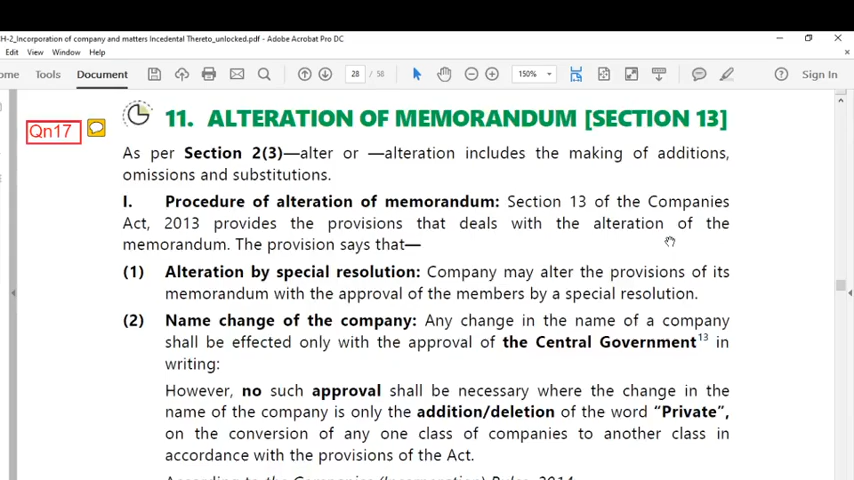 CH-2_Incorporation of company and matters Incedental Thereto_unlocked.pdf - Adobe Acrobat Pro DC
Edit View Window Help
ome Tools Document 28 / 58 150% Sign In
Qn17
11. ALTERATION OF MEMORANDUM [SECTION 13]
As per Section 2(3)—alter or ―alteration includes the making of additions,
omissions and substitutions.
I. Procedure of alteration of memorandum: Section 13 of the Companies
Act, 2013 provides the provisions that deals with the alteration of the
memorandum. The provision says that—
(1) Alteration by special resolution: Company may alter the provisions of its
memorandum with the approval of the members by a special resolution.
(2) Name change of the company: Any change in the name of a company
shall be effected only with the approval of the Central Government13 in
writing:
However, no such approval shall be necessary where the change in the
name of the company is only the addition/deletion of the word “Private”,
on the conversion of any one class of companies to another class in
accordance with the provisions of the Act.
According to the Companies (Incorporation) Rules, 2014